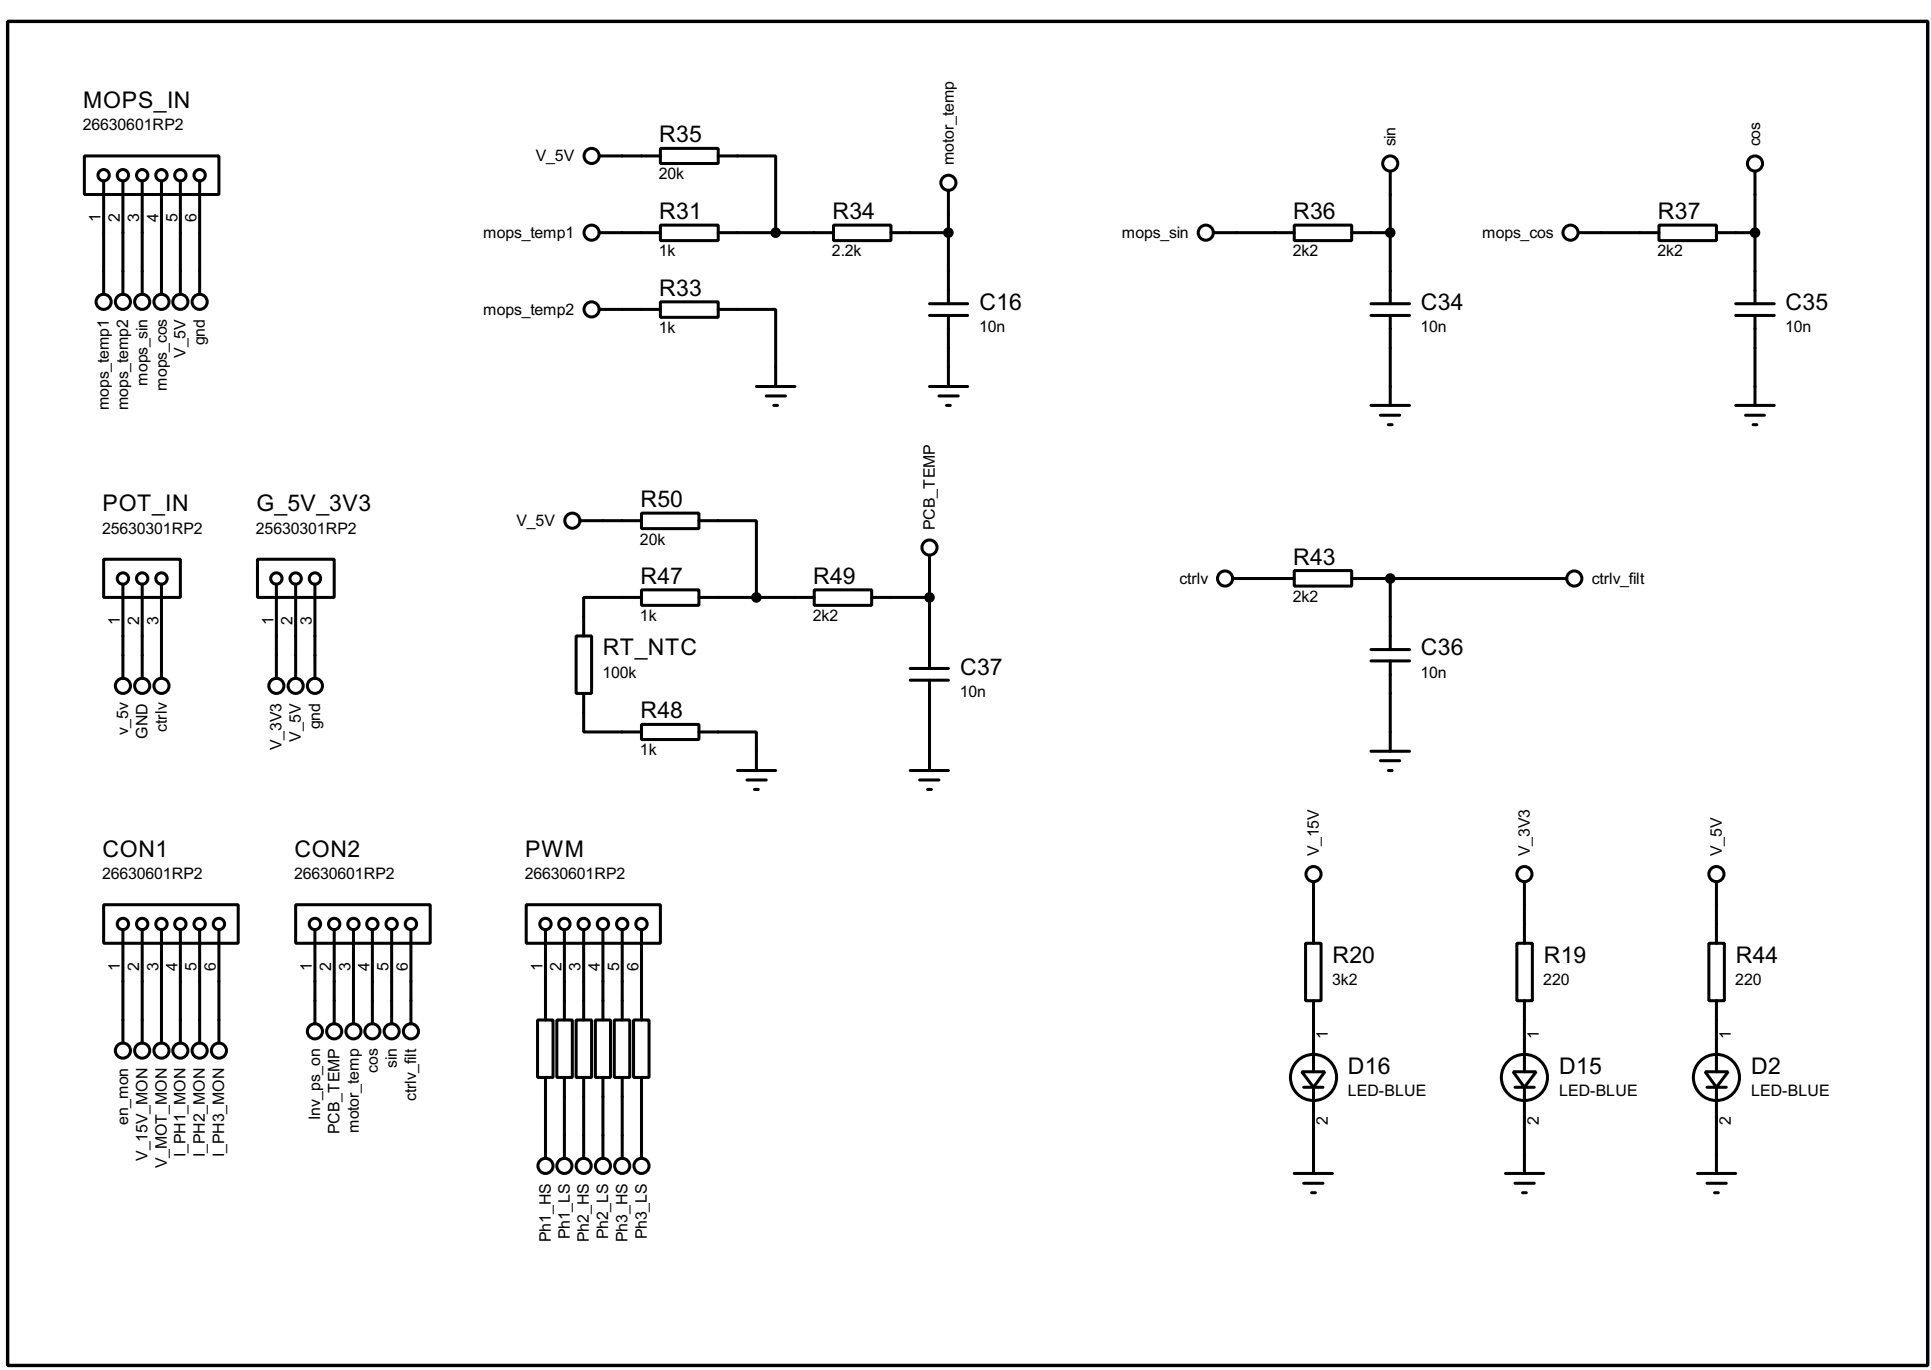 MOPS_IN
26630601RP2
1
2
3
4
5
6
mops_temp1
mops_temp2
mops_sin
mops_cos
V_5V
gnd
V_5V
R35
20k
mops_temp1
R31
1k
R34
2.2k
motor_temp
mops_temp2
R33
1k
C16
10n
mops_sin
R36
2k2
sin
C34
10n
mops_cos
R37
2k2
cos
C35
10n
POT_IN
25630301RP2
1
2
3
v_5v
GND
ctrlv
G_5V_3V3
25630301RP2
1
2
3
V_3V3
V_5V
gnd
V_5V
R50
20k
R47
1k
R49
2k2
PCB_TEMP
RT_NTC
100k
R48
1k
C37
10n
ctrlv
R43
2k2
ctrlv_filt
C36
10n
CON1
26630601RP2
1
2
3
4
5
6
en_mon
V_15V_MON
V_MOT_MON
I_PH1_MON
I_PH2_MON
I_PH3_MON
CON2
26630601RP2
1
2
3
4
5
6
Inv_ps_on
PCB_TEMP
motor_temp
cos
sin
ctrlv_filt
PWM
26630601RP2
1
2
3
4
5
6
Ph1_HS
Ph1_LS
Ph2_HS
Ph2_LS
Ph3_HS
Ph3_LS
V_15V
R20
3k2
1
D16
LED-BLUE
2
V_3V3
R19
220
1
D15
LED-BLUE
2
V_5V
R44
220
1
D2
LED-BLUE
2